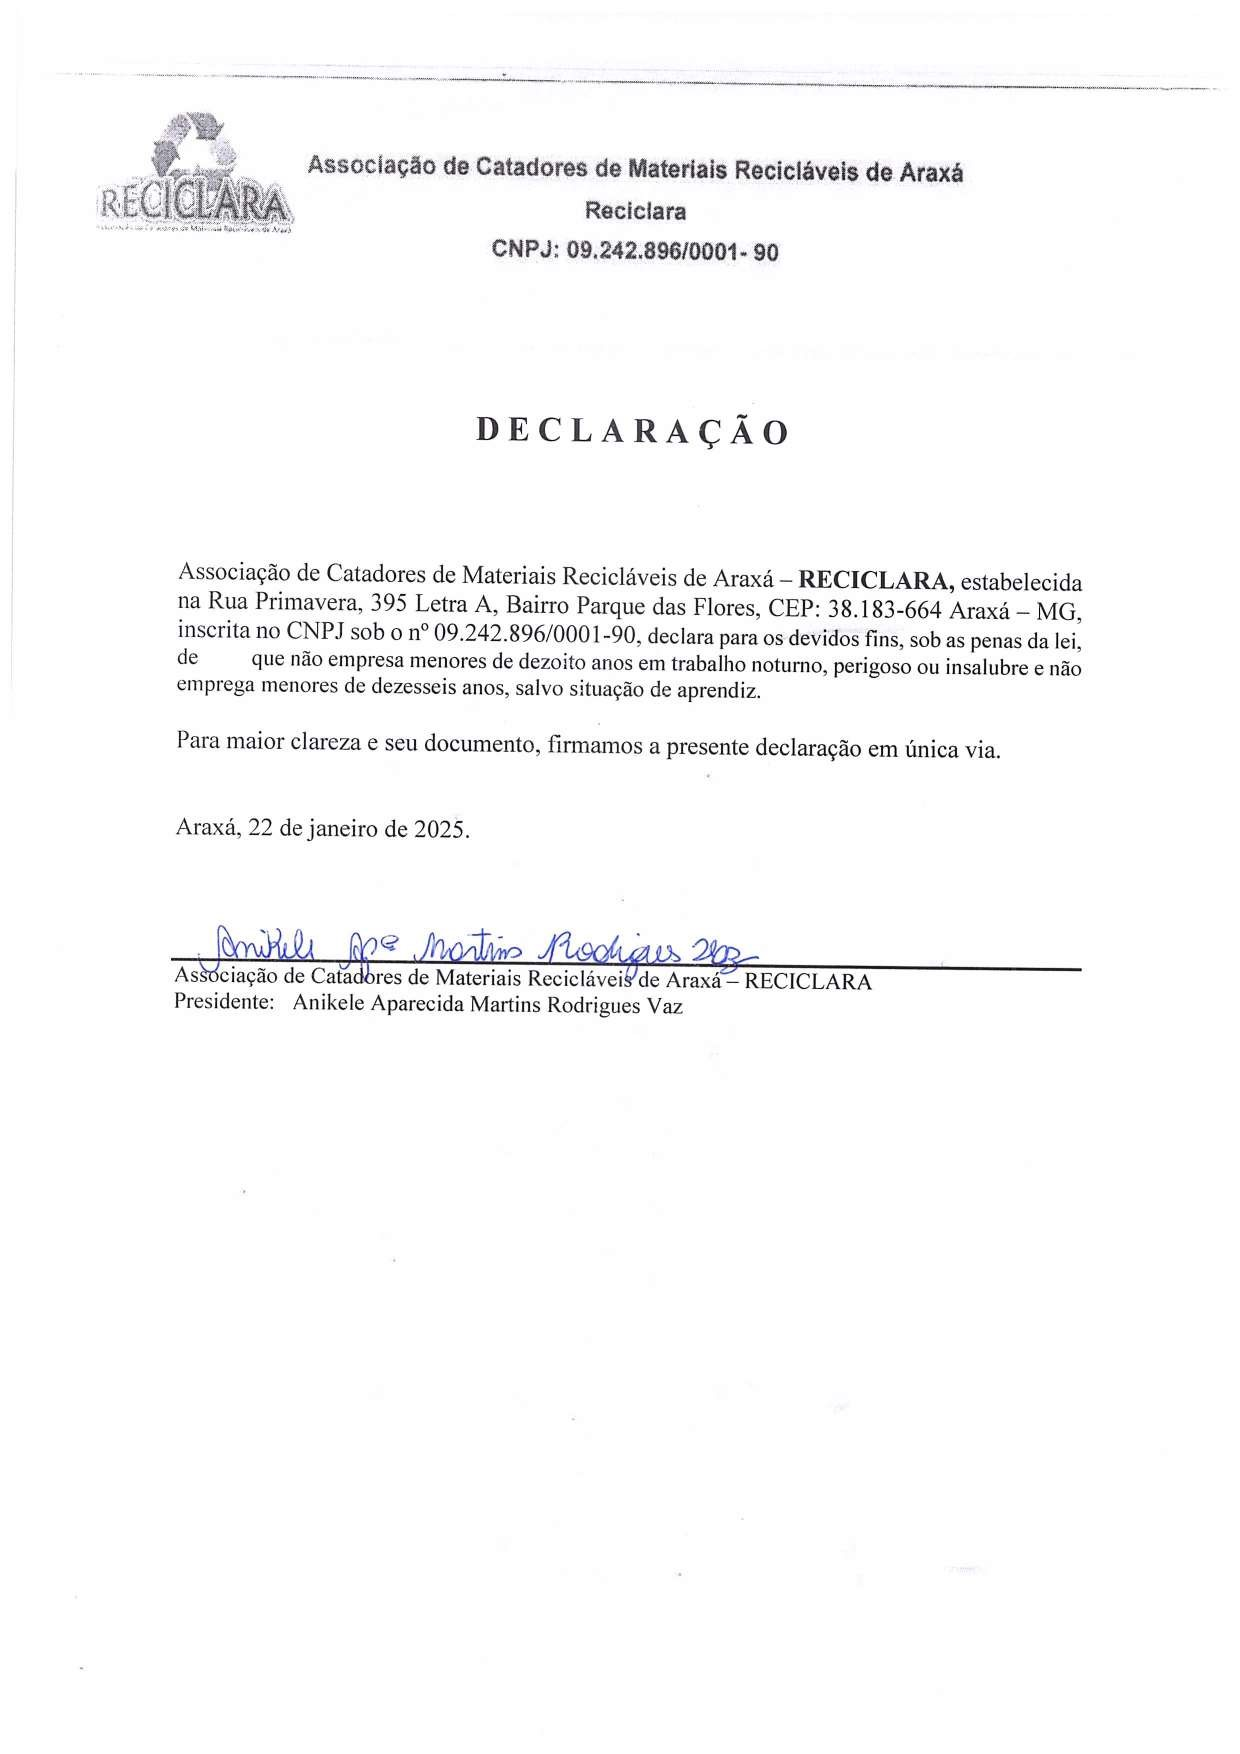 RECICLARA
Associação de Catadores de Materiais Recicláveis de Araxá
Reciclara
CNPJ: 09.242.896/0001- 90
DECLARAÇÃO
Associação de Catadores de Materiais Recicláveis de Araxá – RECICLARA, estabelecida
na Rua Primavera, 395 Letra A, Bairro Parque das Flores, CEP: 38.183-664 Araxá – MG,
inscrita no CNPJ sob o nº 09.242.896/0001-90, declara para os devidos fins, sob as penas da lei,
de que não empresa menores de dezoito anos em trabalho noturno, perigoso ou insalubre e não
emprega menores de dezesseis anos, salvo situação de aprendiz.
Para maior clareza e seu documento, firmamos a presente declaração em única via.
Araxá, 22 de janeiro de 2025.
Anikeli Apª Martins Rodrigues Vaz
Associação de Catadores de Materiais Recicláveis de Araxá – RECICLARA
Presidente: Anikele Aparecida Martins Rodrigues Vaz